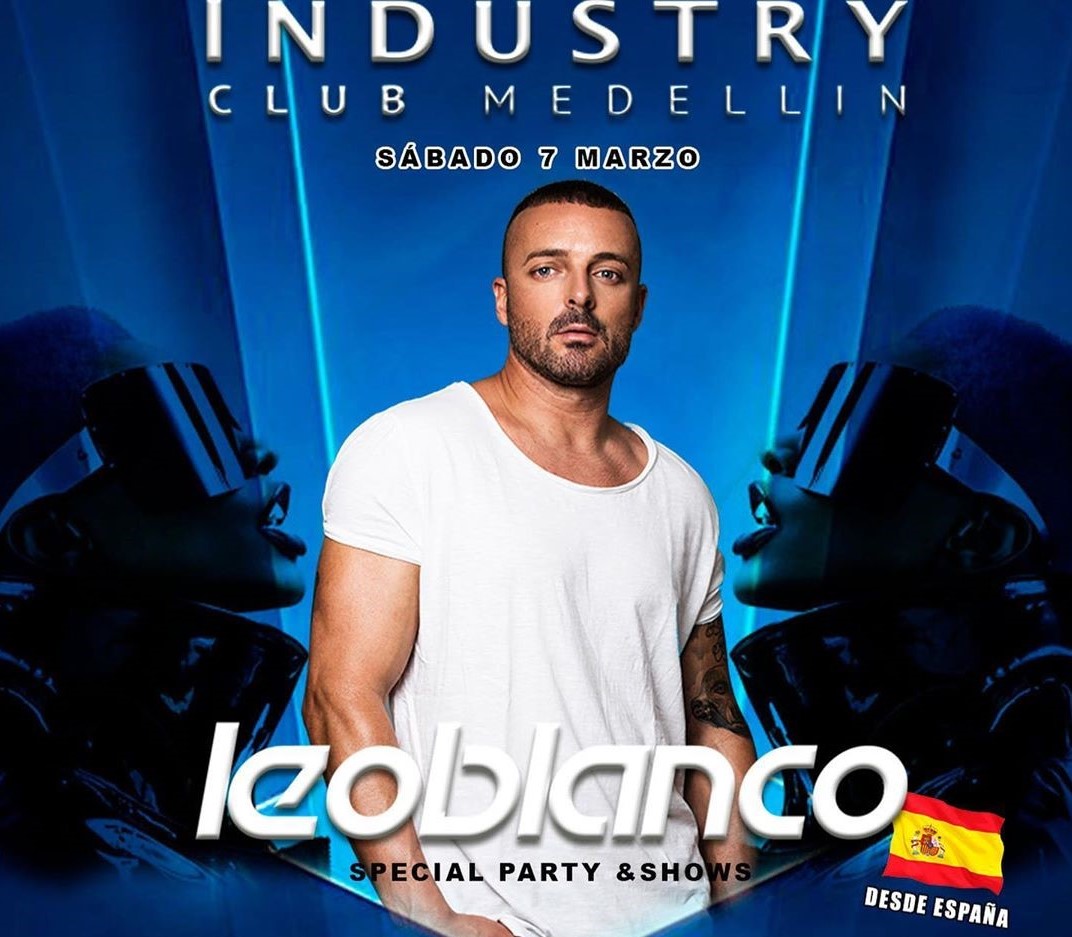 INDUSTRY
CLUB MEDELLIN
SÁBADO 7 MARZO
leoblanco
SPECIAL PARTY &SHOWS
DESDE ESPAÑA